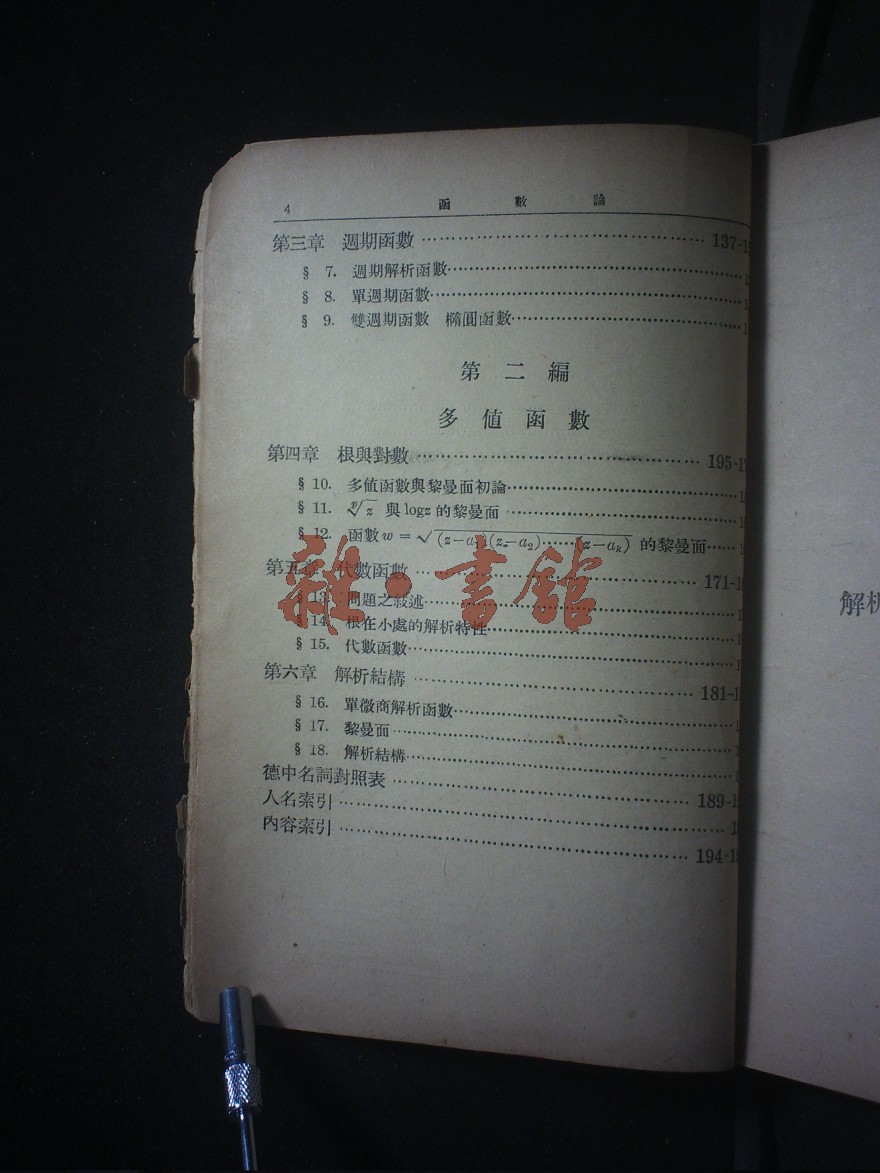 4 函 數 論
第三章 週期函數 137-1
§ 7. 週期解析函數
§ 8. 單週期函數
§ 9. 雙週期函數 橢圓函數
第 二 編
多 值 函 數
第四章 根與對數 195-1
§ 10. 多值函數與黎曼面初論
§ 11. ᵖ√z 與 logz 的黎曼面
§ 12. 函數 w = √(z−a₁)(z−a₂)……(z−aₖ) 的黎曼面
第五章 代數函數 171-1
§ 13. 問題之敍述
§ 14. 根在小處的解析特性
§ 15. 代數函數
第六章 解析結構 181-1
§ 16. 單微商解析函數
§ 17. 黎曼面
§ 18. 解析結構
德中名詞對照表 189-1
人名索引
內容索引 194-1
解析
雜·書館